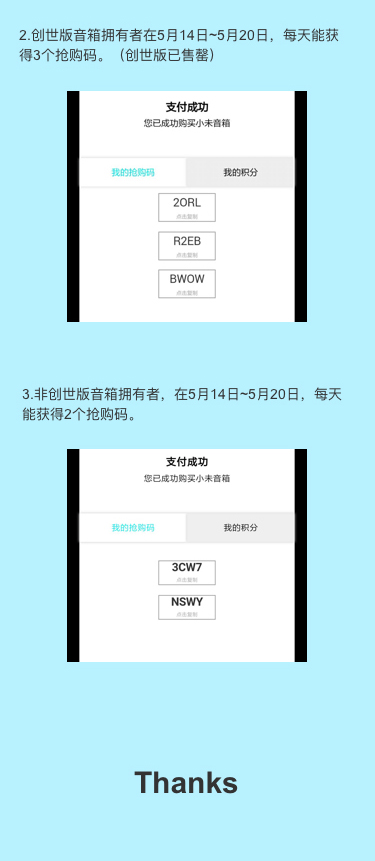 2.创世版音箱拥有者在5月14日~5月20日，每天能获
得3个抢购码。（创世版已售罄）
支付成功
您已成功购买小未音箱
我的抢购码 我的积分
2ORL
点击复制
R2EB
点击复制
BWOW
点击复制
3.非创世版音箱拥有者，在5月14日~5月20日，每天
能获得2个抢购码。
支付成功
您已成功购买小未音箱
我的抢购码 我的积分
3CW7
点击复制
NSWY
点击复制
Thanks